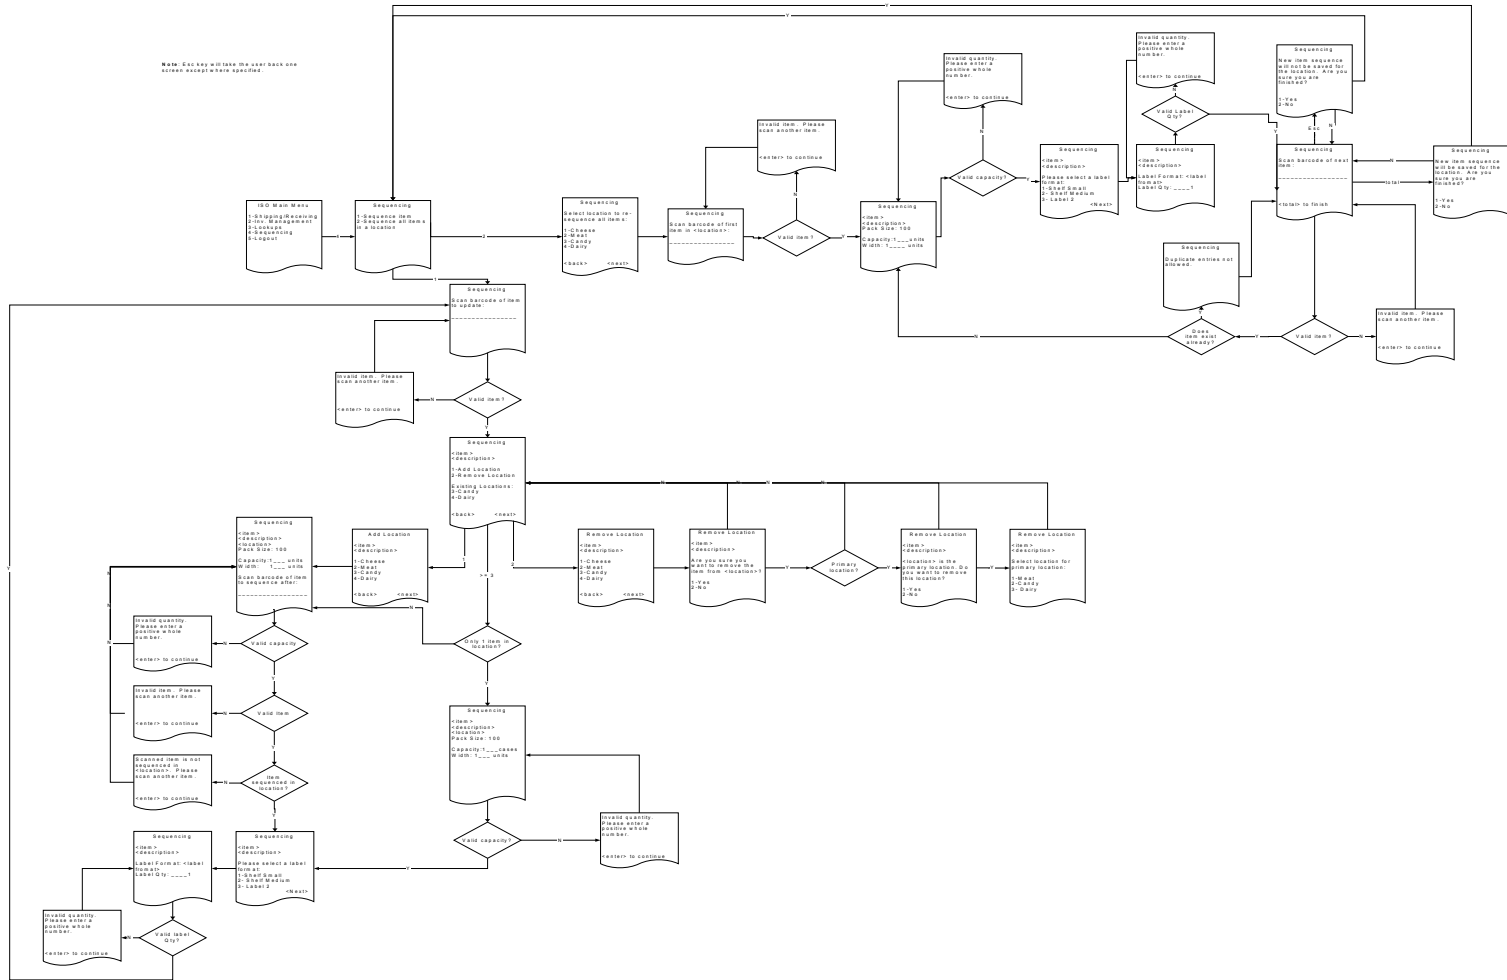 Note: Esc key will take the user back one
screen except where specified.
ISO Main Menu
1-Shipping/Receiving
2-Inv. Management
3-Lookups
4-Sequencing
5-Logout
4
Sequencing
1-Sequence item
2-Sequence all items
in a location
2
1
Sequencing
Select location to re-
sequence all items:
1-Cheese
2-Meat
3-Candy
4-Dairy
<back> <next>
Sequencing
Scan barcode of first
item in <location>:
________________
Invalid item. Please
scan another item.
<enter> to continue
N
Valid item?
Y
Sequencing
<item>
<description>
Pack Size: 100
Capacity:1___units
Width: 1____ units
Invalid quantity.
Please enter a
positive whole
number.
<enter> to continue
N
Valid capacity?
Y
Sequencing
<item>
<description>
Please select a label
format:
1-Shelf Small
2- Shelf Medium
3- Label 2
<Next>
Invalid quantity.
Please enter a
positive whole
number.
<enter> to continue
N
Valid Label
Qty?
Y
Sequencing
<item>
<description>
Label Format: <label
fromat>
Label Qty: ____1
Sequencing
New item sequence
will not be saved for
the location. Are you
sure you are
finished?
1-Yes
2-No
Y
Esc
N
Sequencing
Scan barcode of next
item:
________________
<total> to finish
N
total
Sequencing
New item sequence
will be saved for the
location. Are you
sure you are
finished?
1-Yes
2-No
Y
Sequencing
Duplicate entries not
allowed.
Y
Does
item exist
already?
N
Y
Valid item?
N
Invalid item. Please
scan another item.
<enter> to continue
Sequencing
Scan barcode of item
to update:
________________
Invalid item. Please
scan another item.
<enter> to continue
N
Valid item?
Y
Sequencing
<item>
<description>
1-Add Location
2-Remove Location
Existing Locations:
3-Candy
4-Dairy
<back> <next>
1
>= 3
2
Add Location
<item>
<description>
1-Cheese
2-Meat
3-Candy
4-Dairy
<back> <next>
Sequencing
<item>
<description>
<location>
Pack Size: 100
Capacity:1___ units
Width: 1___ units
Scan barcode of item
to sequence after:
________________
Remove Location
<item>
<description>
1-Cheese
2-Meat
3-Candy
4-Dairy
<back> <next>
Y
Remove Location
<item>
<description>
Are you sure you
want to remove the
item from <location>?
1-Yes
2-No
N
Y
Primary
location?
N
Y
Remove Location
<item>
<description>
<location> is the
primary location. Do
you want to remove
this location?
1-Yes
2-No
N
Y
Remove Location
<item>
<description>
Select location for
primary location:
1-Meat
2-Candy
3- Dairy
N
Only 1 item in
location?
N
Y
Valid capacity
N
Y
Invalid quantity.
Please enter a
positive whole
number.
<enter> to continue
N
Valid item
N
Y
Invalid item. Please
scan another item.
<enter> to continue
N
Item
sequenced in
location?
N
Y
Scanned item is not
sequenced in
<location>. Please
scan another item.
<enter> to continue
N
Sequencing
<item>
<description>
<location>
Pack Size: 100
Capacity:1___cases
Width: 1___ units
Valid capacity?
N
Y
Invalid quantity.
Please enter a
positive whole
number.
<enter> to continue
Sequencing
<item>
<description>
Please select a label
format:
1-Shelf Small
2- Shelf Medium
3- Label 2
<Next>
Sequencing
<item>
<description>
Label Format: <label
fromat>
Label Qty: ____1
Valid label
Qty?
N
Y
Invalid quantity.
Please enter a
positive whole
number.
<enter> to continue